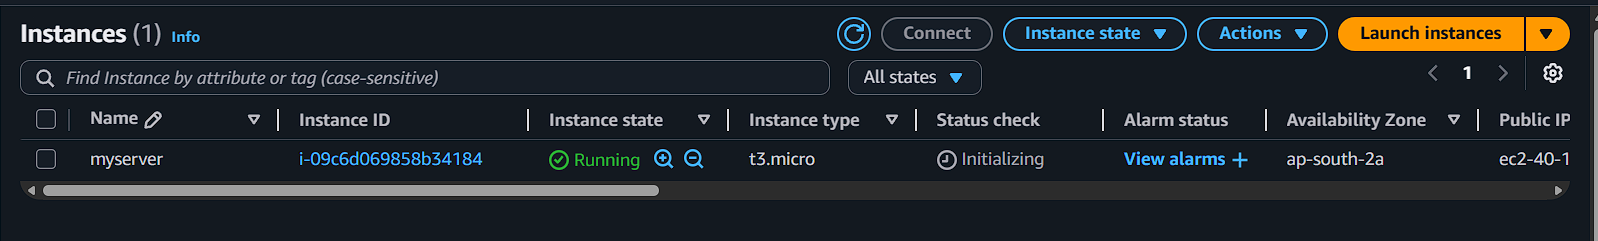 Instances (1) Info Connect Instance state Actions Launch instances
Find Instance by attribute or tag (case-sensitive) All states 1
Name Instance ID Instance state Instance type Status check Alarm status Availability Zone Public IP
myserver i-09c6d069858b34184 Running t3.micro Initializing View alarms + ap-south-2a ec2-40-1